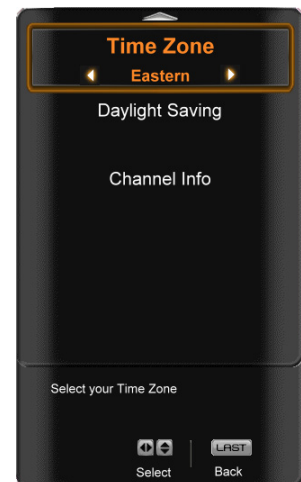 Time Zone
Eastern
Daylight Saving
Channel Info
Select your Time Zone
LAST
Select
Back